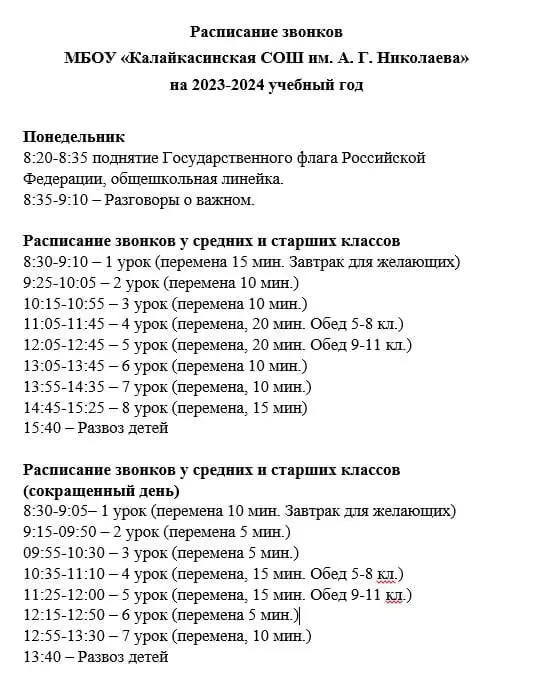 Расписание звонков
МБОУ «Калайкасинская СОШ им. А. Г. Николаева»
на 2023-2024 учебный год
Понедельник
8:20-8:35 поднятие Государственного флага Российской
Федерации, общешкольная линейка.
8:35-9:10 – Разговоры о важном.
Расписание звонков у средних и старших классов
8:30-9:10 – 1 урок (перемена 15 мин. Завтрак для желающих)
9:25-10:05 – 2 урок (перемена 10 мин.)
10:15-10:55 – 3 урок (перемена 10 мин.)
11:05-11:45 – 4 урок (перемена, 20 мин. Обед 5-8 кл.)
12:05-12:45 – 5 урок (перемена, 20 мин. Обед 9-11 кл.)
13:05-13:45 – 6 урок (перемена 10 мин.)
13:55-14:35 – 7 урок (перемена, 10 мин.)
14:45-15:25 – 8 урок (перемена, 15 мин)
15:40 – Развоз детей
Расписание звонков у средних и старших классов
(сокращенный день)
8:30-9:05– 1 урок (перемена 10 мин. Завтрак для желающих)
9:15-09:50 – 2 урок (перемена 5 мин.)
09:55-10:30 – 3 урок (перемена 5 мин.)
10:35-11:10 – 4 урок (перемена, 15 мин. Обед 5-8 кл.)
11:25-12:00 – 5 урок (перемена, 15 мин. Обед 9-11 кл.)
12:15-12:50 – 6 урок (перемена 5 мин.)
12:55-13:30 – 7 урок (перемена, 10 мин.)
13:40 – Развоз детей